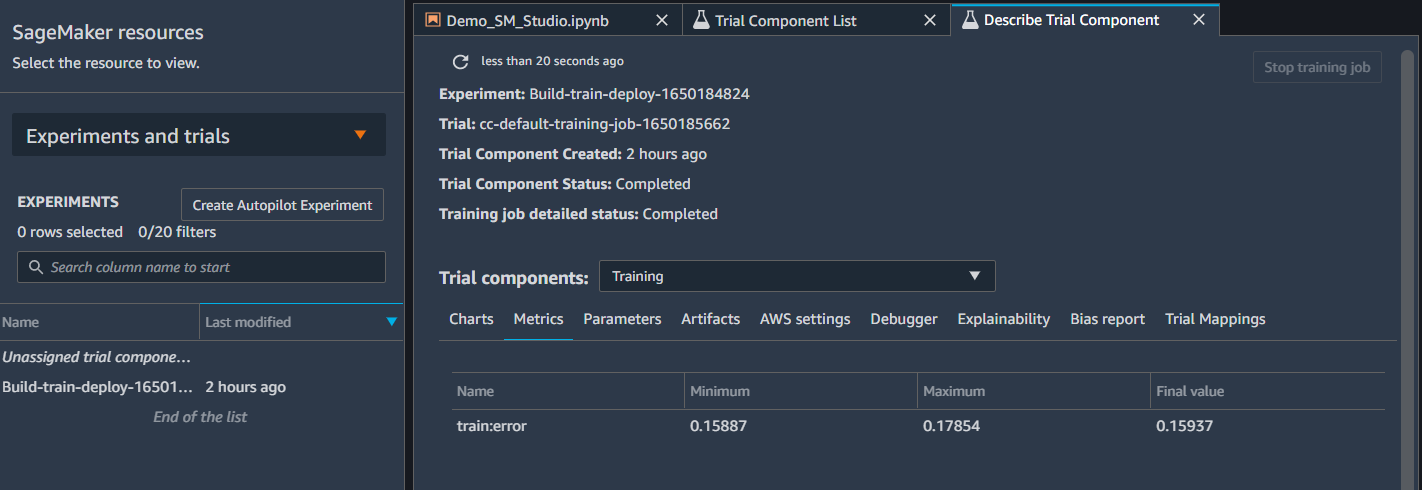 SageMaker resources
Select the resource to view.
Experiments and trials
EXPERIMENTS
Create Autopilot Experiment
0 rows selected 0/20 filters
Search column name to start
Name Last modified
Unassigned trial compone...
Build-train-deploy-16501... 2 hours ago
End of the list
Demo_SM_Studio.ipynb
Trial Component List
Describe Trial Component
less than 20 seconds ago
Stop training job
Experiment: Build-train-deploy-1650184824
Trial: cc-default-training-job-1650185662
Trial Component Created: 2 hours ago
Trial Component Status: Completed
Training job detailed status: Completed
Trial components: Training
Charts Metrics Parameters Artifacts AWS settings Debugger Explainability Bias report Trial Mappings
Name Minimum Maximum Final value
train:error 0.15887 0.17854 0.15937